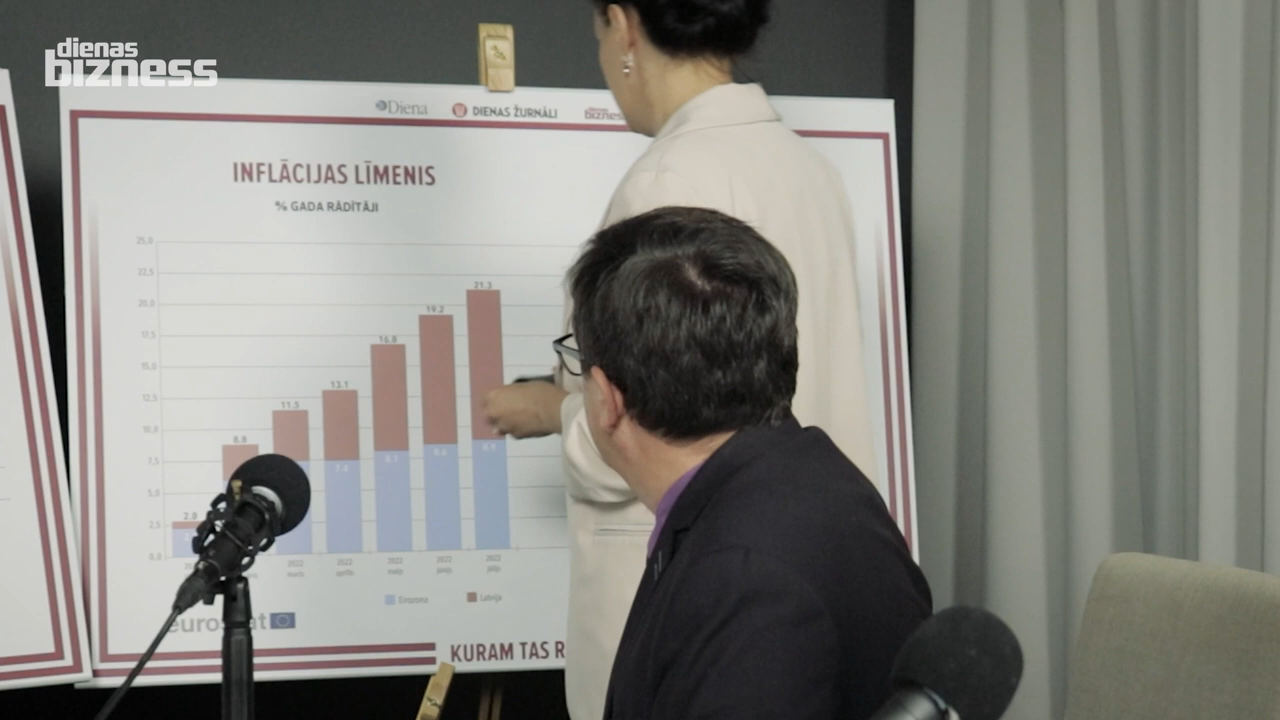 dienas
bizness
Diena DIENAS ŽURNĀLI dienas
bizness
INFLĀCIJAS LĪMENIS
% GADA RĀDĪTĀJI
25,0
22,5
20,0
17,5
15,0
12,5
10,0
7,5
5,0
2,5
0,0
2.8
8.8
11.5
13.1
16.8
19.2
21.3
7.4
8.1
8.6
8.9
2022 2022 2022 2022 2022
marts aprīlis maijs jūnijs jūlijs
Eirozona Latvija
eurostat
KURAM TAS R